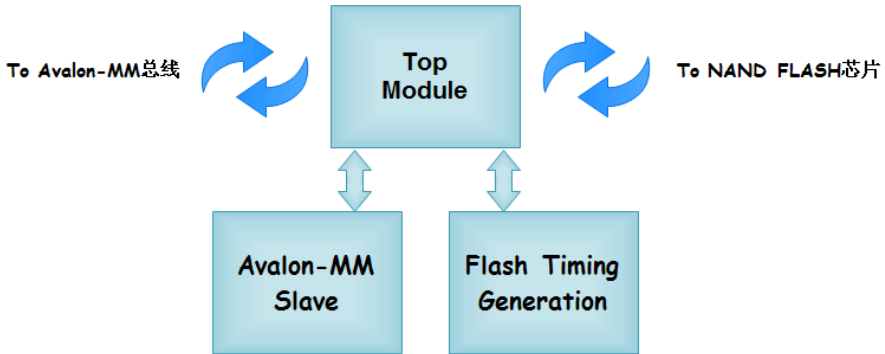 To Avalon-MM总线
Top
Module
To NAND FLASH芯片
Avalon-MM
Slave
Flash Timing
Generation